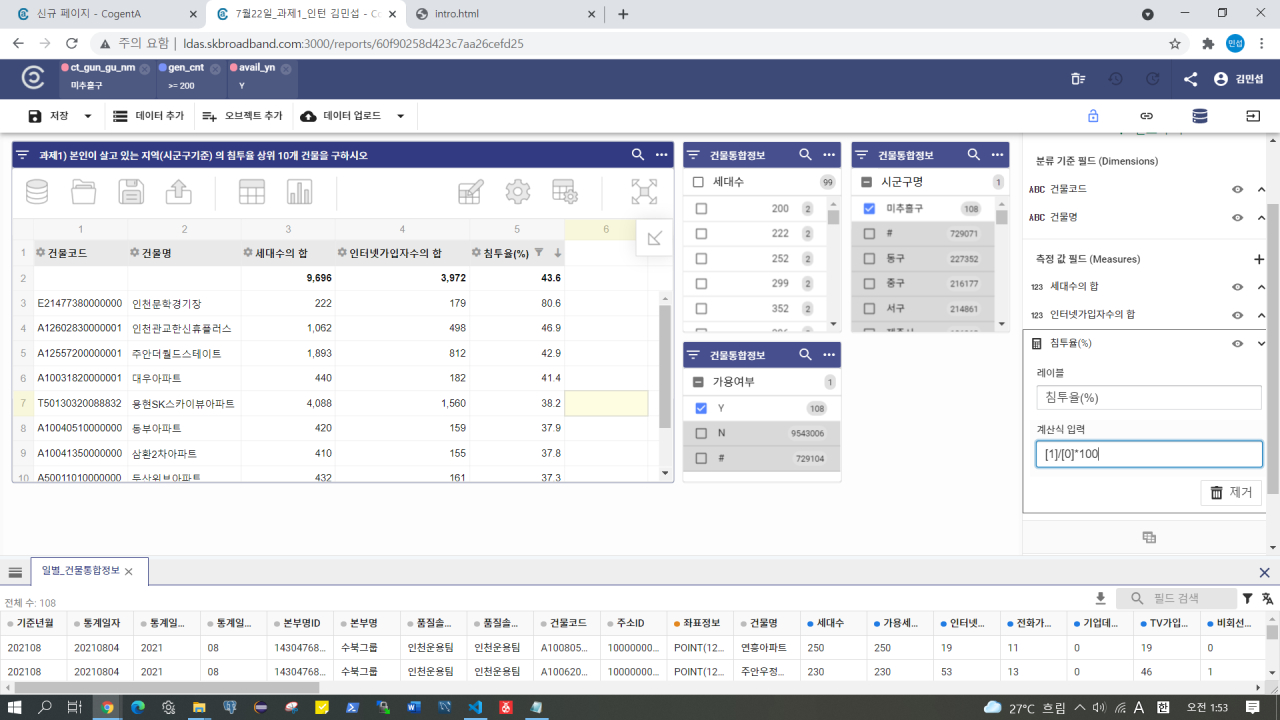 신규 페이지 - CogentA
7월22일_과제1_인턴 김민섭 - Co
intro.html
주의 요함 | ldas.skbroadband.com:3000/reports/60f90258d423c7aa26cefd25
민섭
ct_gun_gu_nm
미추홀구
gen_cnt
>= 200
avail_yn
Y
김민섭
저장
데이터 추가
오브젝트 추가
데이터 업로드
과제1) 본인이 살고 있는 지역(시군구기준) 의 침투율 상위 10개 건물을 구하시오
1 2 3 4 5 6
1 건물코드 건물명 세대수의 합 인터넷가입자수의 합 침투율(%)
2 9,696 3,972 43.6
3 E21477380000000 인천문학경기장 222 179 80.6
4 A12602830000001 인천관교한신휴플러스 1,062 498 46.9
5 A12557200000001 주안더월드스테이트 1,893 812 42.9
6 A10031820000001 대우아파트 440 182 41.4
7 T50130320088832 용현SK스카이뷰아파트 4,088 1,560 38.2
8 A10040510000000 동부아파트 420 159 37.9
9 A10041350000000 삼환2차아파트 410 155 37.8
10 A50011010000000 두산위브아파트 432 161 37.3
건물통합정보
세대수 99
200 2
222 2
252 2
299 2
352 2
건물통합정보
시군구명 1
미추홀구 108
# 729071
동구 227352
중구 216177
서구 214861
건물통합정보
가용여부 1
Y 108
N 9543006
# 729104
분류 기준 필드 (Dimensions)
ABC 건물코드
ABC 건물명
측정 값 필드 (Measures)
123 세대수의 합
123 인터넷가입자수의 합
침투율(%)
레이블
침투율(%)
계산식 입력
[1]/[0]*100
제거
일별_건물통합정보
전체 수: 108
필드 검색
기준년월 통계일자 통계일... 통계일... 본부명ID 본부명 품질솔... 품질솔... 건물코드 주소ID 좌표정보 건물명 세대수 가용세... 인터넷... 전화가... 기업데... TV가입... 비회선...
202108 20210804 2021 08 14304768... 수북그룹 인천운용팀 인천운용팀 A100805... 10000000... POINT(12... 연흥아파트 250 250 19 11 0 19 0
202108 20210804 2021 08 14304768... 수북그룹 인천운용팀 인천운용팀 A100620... 10000000... POINT(12... 주안우정... 230 230 53 13 0 46 1
27°C 흐림
A
한
오전 1:53